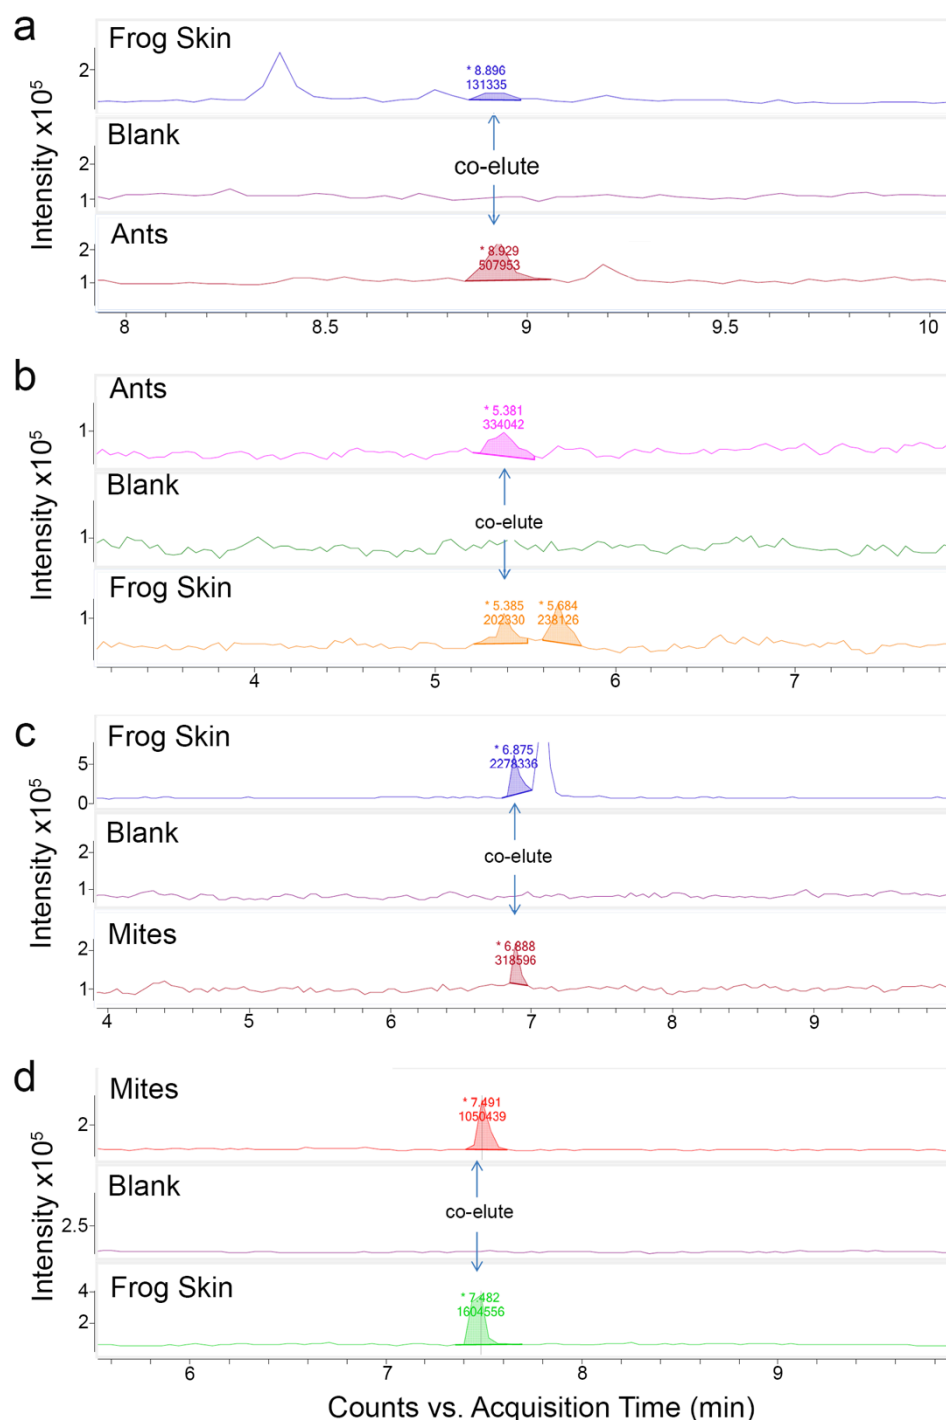 a
Frog Skin
2
* 8.896
131335
Blank
2
1
co-elute
Ants
2
1
* 8.929
507953
Intensity x10⁵
8 8.5 9 9.5 10
b
Ants
1
* 5.381
334042
Blank
1
co-elute
Frog Skin
1
* 5.385 * 5.684
202330 238126
Intensity x10⁵
4 5 6 7
c
Frog Skin
5
0
* 6.875
2278336
Blank
2
1
co-elute
Mites
2
1
* 6.888
318596
Intensity x10⁵
4 5 6 7 8 9
d
Mites
2
* 7.491
1050439
Blank
2.5
co-elute
Frog Skin
4
2
* 7.482
1604556
Intensity x10⁵
6 7 8 9
Counts vs. Acquisition Time (min)